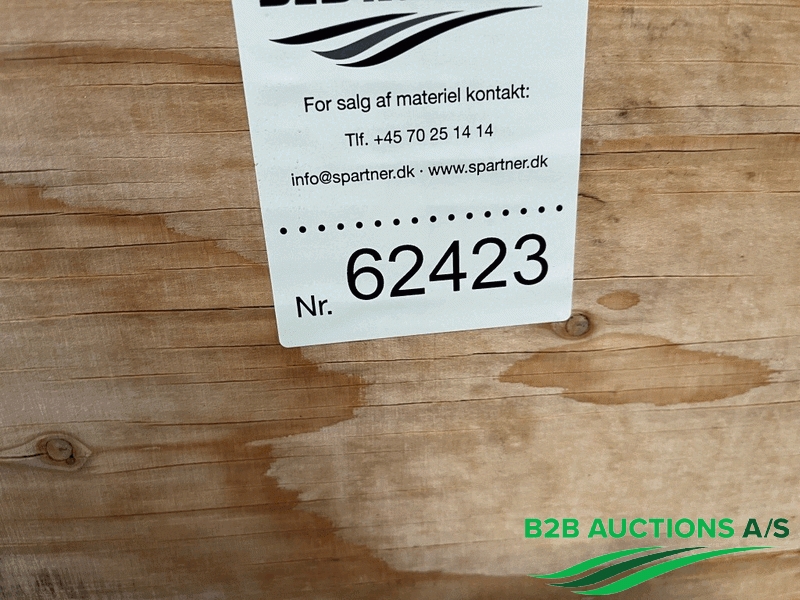 For salg af materiel kontakt:
Tlf. +45 70 25 14 14
info@spartner.dk · www.spartner.dk
Nr. 62423
B2B AUCTIONS A/S